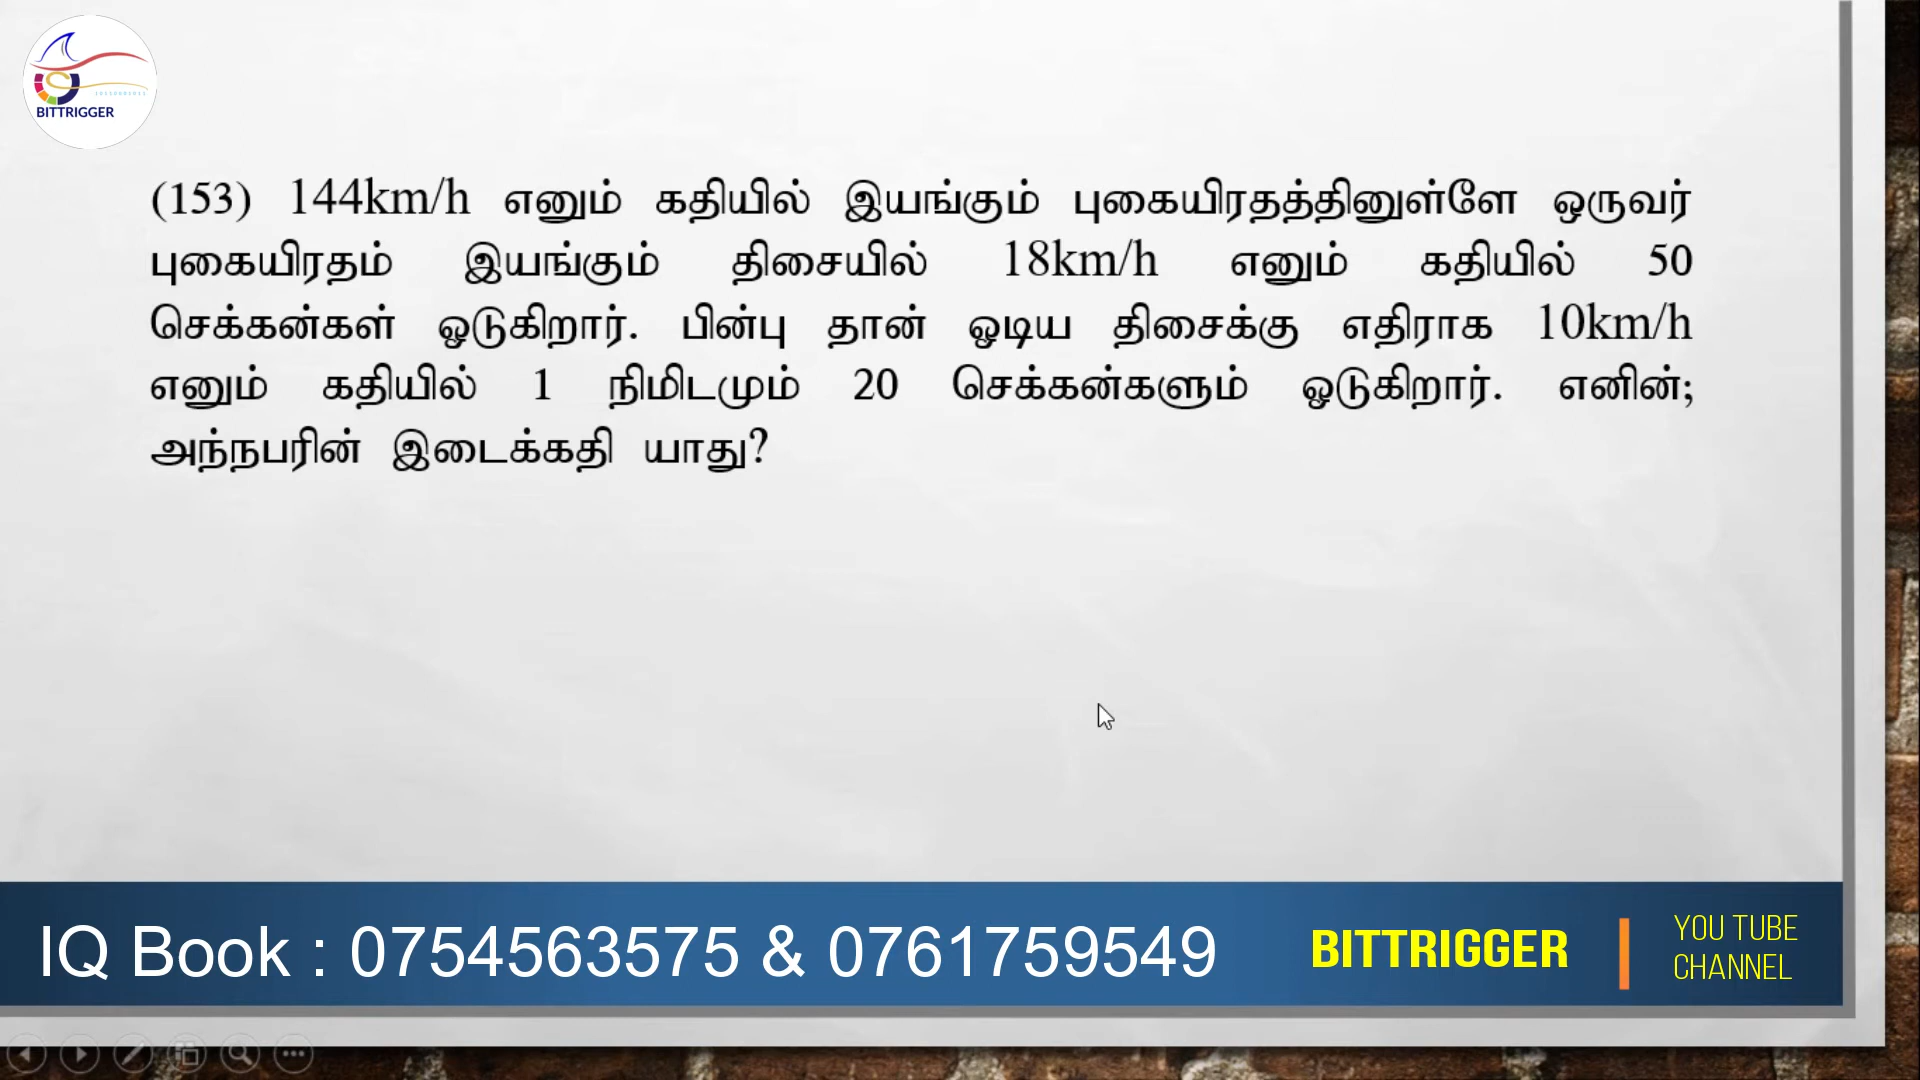 BITTRIGGER
(153) 144km/h எனும் கதியில் இயங்கும் புகையிரதத்தினுள்ளே ஒருவர்
புகையிரதம் இயங்கும் திசையில் 18km/h எனும் கதியில் 50
செக்கன்கள் ஓடுகிறார். பின்பு தான் ஓடிய திசைக்கு எதிராக 10km/h
எனும் கதியில் 1 நிமிடமும் 20 செக்கன்களும் ஓடுகிறார். எனின்;
அந்நபரின் இடைக்கதி யாது?
IQ Book : 0754563575 & 0761759549
BITTRIGGER
YOU TUBE
CHANNEL